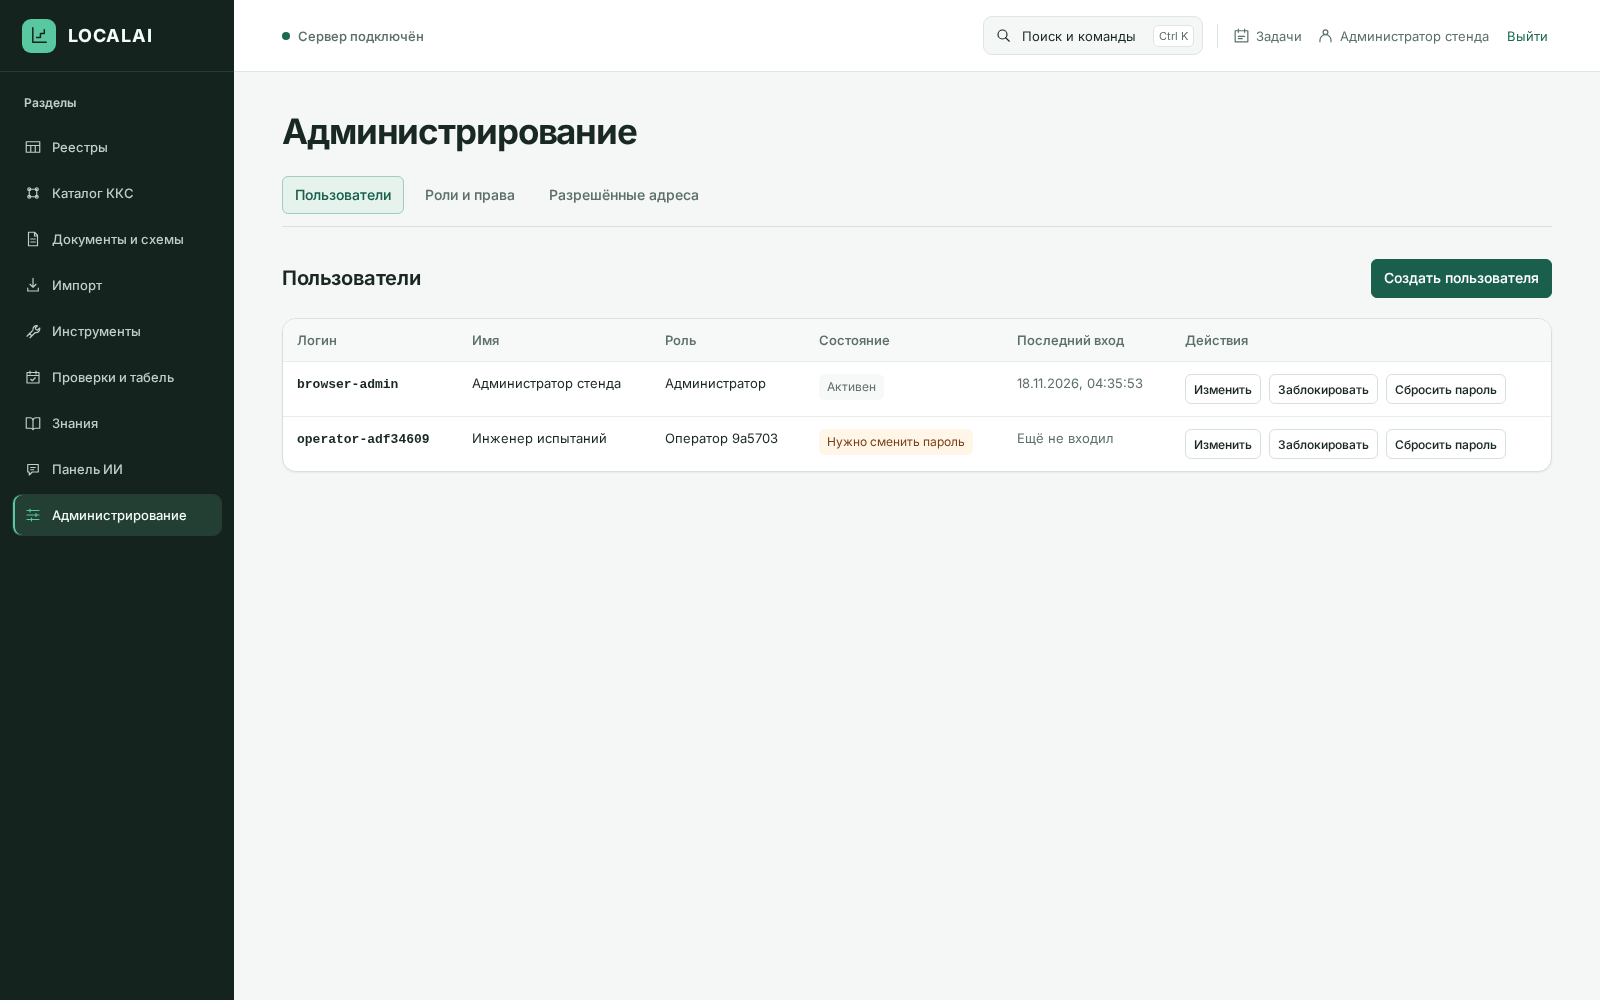 LOCALAI
Сервер подключён
Поиск и команды Ctrl K
Задачи
Администратор стенда
Выйти
Разделы
Реестры
Каталог ККС
Документы и схемы
Импорт
Инструменты
Проверки и табель
Знания
Панель ИИ
Администрирование
Администрирование
Пользователи Роли и права Разрешённые адреса
Пользователи
Создать пользователя
Логин Имя Роль Состояние Последний вход Действия
browser-admin Администратор стенда Администратор Активен 18.11.2026, 04:35:53 Изменить Заблокировать Сбросить пароль
operator-adf34609 Инженер испытаний Оператор 9a5703 Нужно сменить пароль Ещё не входил Изменить Заблокировать Сбросить пароль